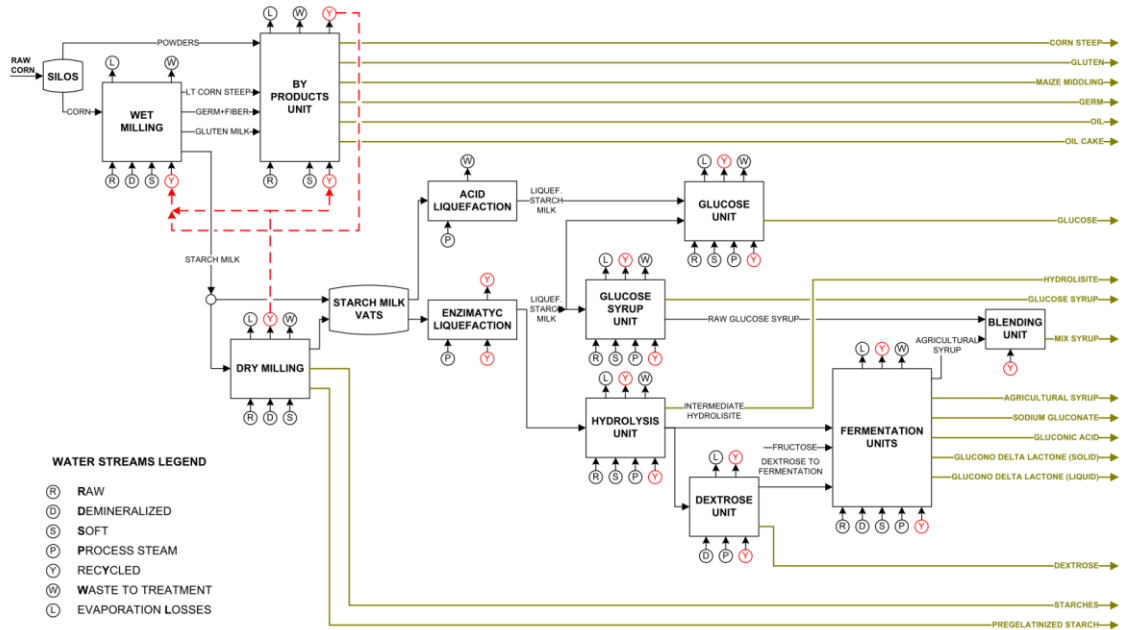 L
W
Y
POWDERS
CORN STEEP
RAW
CORN
SILOS
GLUTEN
L
W
BY
PRODUCTS
UNIT
MAIZE MIDDLING
LT CORN STEEP
GERM
CORN
WET
MILLING
GERM+FIBER
OIL
GLUTEN MILK
OIL CAKE
R
D
S
Y
R
S
Y
W
L
Y
W
ACID
LIQUEFACTION
LIQUEF.
STARCH
MILK
GLUCOSE
UNIT
GLUCOSE
P
R
S
P
Y
STARCH MILK
L
Y
W
Y
HYDROLISITE
STARCH MILK
VATS
ENZIMATYC
LIQUEFACTION
LIQUEF.
STARCH
MILK
GLUCOSE
SYRUP
UNIT
GLUCOSE SYRUP
RAW GLUCOSE SYRUP
BLENDING
UNIT
MIX SYRUP
L
Y
W
P
Y
R
S
P
Y
AGRICULTURAL
SYRUP
L
Y
W
Y
DRY MILLING
L
Y
W
R
D
S
HYDROLYSIS
UNIT
INTERMEDIATE
HYDROLISITE
FERMENTATION
UNITS
AGRICULTURAL SYRUP
SODIUM GLUCONATE
GLUCONIC ACID
FRUCTOSE
GLUCONO DELTA LACTONE (SOLID)
GLUCONO DELTA LACTONE (LIQUID)
R
S
P
Y
L
Y
DEXTROSE TO
FERMENTATION
DEXTROSE
UNIT
R
D
S
P
Y
D
P
Y
DEXTROSE
STARCHES
PREGELATINIZED STARCH
WATER STREAMS LEGEND
R RAW
D DEMINERALIZED
S SOFT
P PROCESS STEAM
Y RECYCLED
W WASTE TO TREATMENT
L EVAPORATION LOSSES